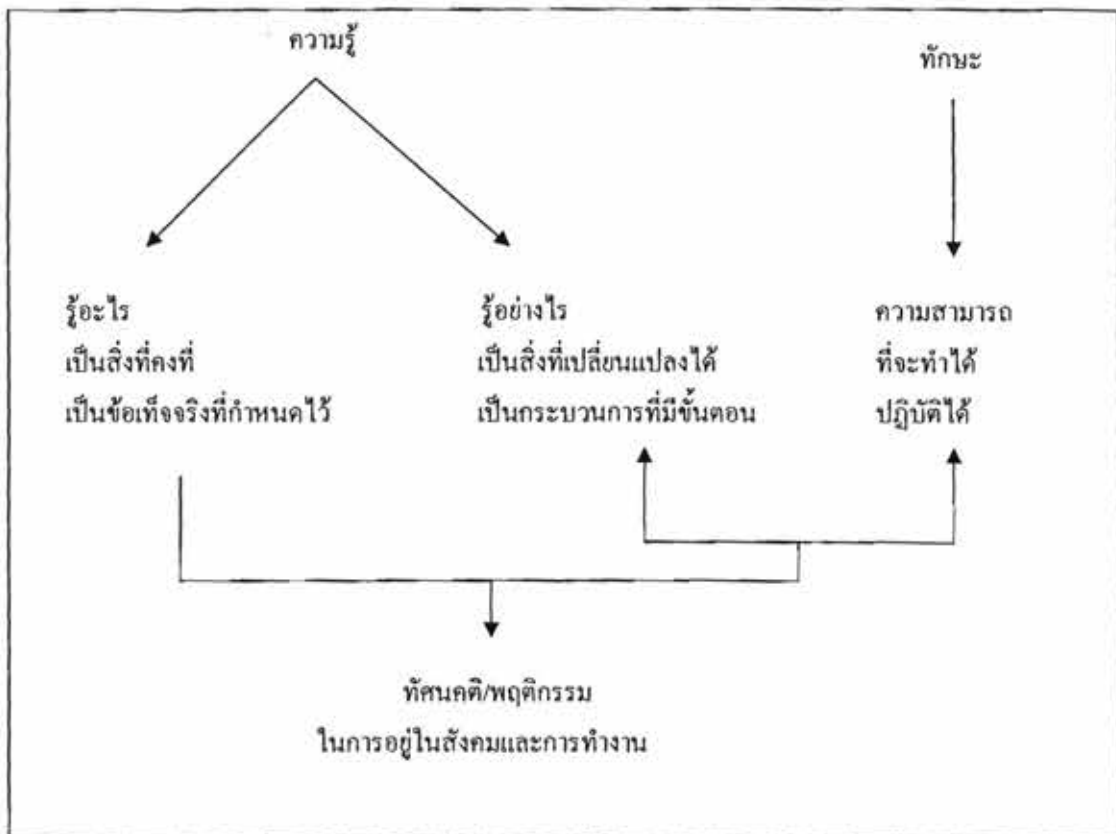 ความรู้
ทักษะ
รู้อะไร
เป็นสิ่งที่คงที่
เป็นข้อเท็จจริงที่กำหนดไว้
รู้อย่างไร
เป็นสิ่งที่เปลี่ยนแปลงได้
เป็นกระบวนการที่มีขั้นตอน
ความสามารถ
ที่จะทำได้
ปฏิบัติได้
ทัศนคติ/พฤติกรรม
ในการอยู่ในสังคมและการทำงาน